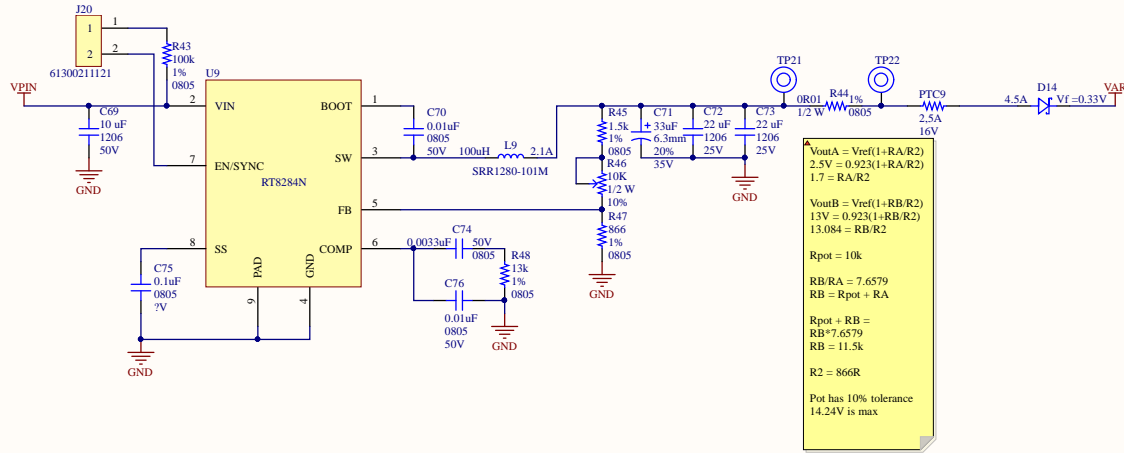 J20
1
1
2
2
61300211121
R43
100k
1%
0805
VPIN
C69
10 uF
1206
50V
GND
U9
2
VIN
BOOT
1
7
EN/SYNC
SW
3
RT8284N
FB
5
8
SS
COMP
6
PAD
GND
9
4
C75
0.1uF
0805
?V
GND
C70
0.01uF
0805
50V
100uH
L9
2.1A
SRR1280-101M
0.0033uF
C74
50V
0805
R48
13k
1%
0805
C76
0.01uF
0805
50V
GND
R45
1.5k
1%
0805
R46
10K
1/2 W
10%
R47
866
1%
0805
GND
C71
33uF
6.3mm
20%
35V
C72
22 uF
1206
25V
C73
22 uF
1206
25V
GND
TP21
0R01
R44
1%
1/2 W
0805
TP22
PTC9
2,5A
16V
D14
4.5A
Vf =0.33V
VAR
VoutA = Vref(1+RA/R2)
2.5V = 0.923(1+RA/R2)
1.7 = RA/R2
VoutB = Vref(1+RB/R2)
13V = 0.923(1+RB/R2)
13.084 = RB/R2
Rpot = 10k
RB/RA = 7.6579
RB = Rpot + RA
Rpot + RB =
RB*7.6579
RB = 11.5k
R2 = 866R
Pot has 10% tolerance
14.24V is max